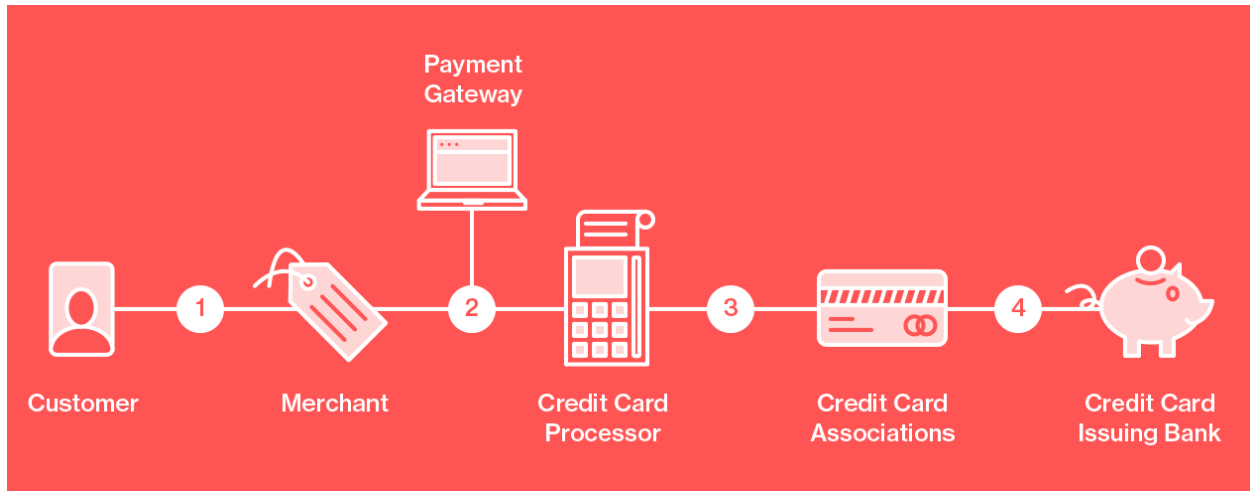 Payment
Gateway
1
2
3
4
Customer
Merchant
Credit Card
Processor
Credit Card
Associations
Credit Card
Issuing Bank